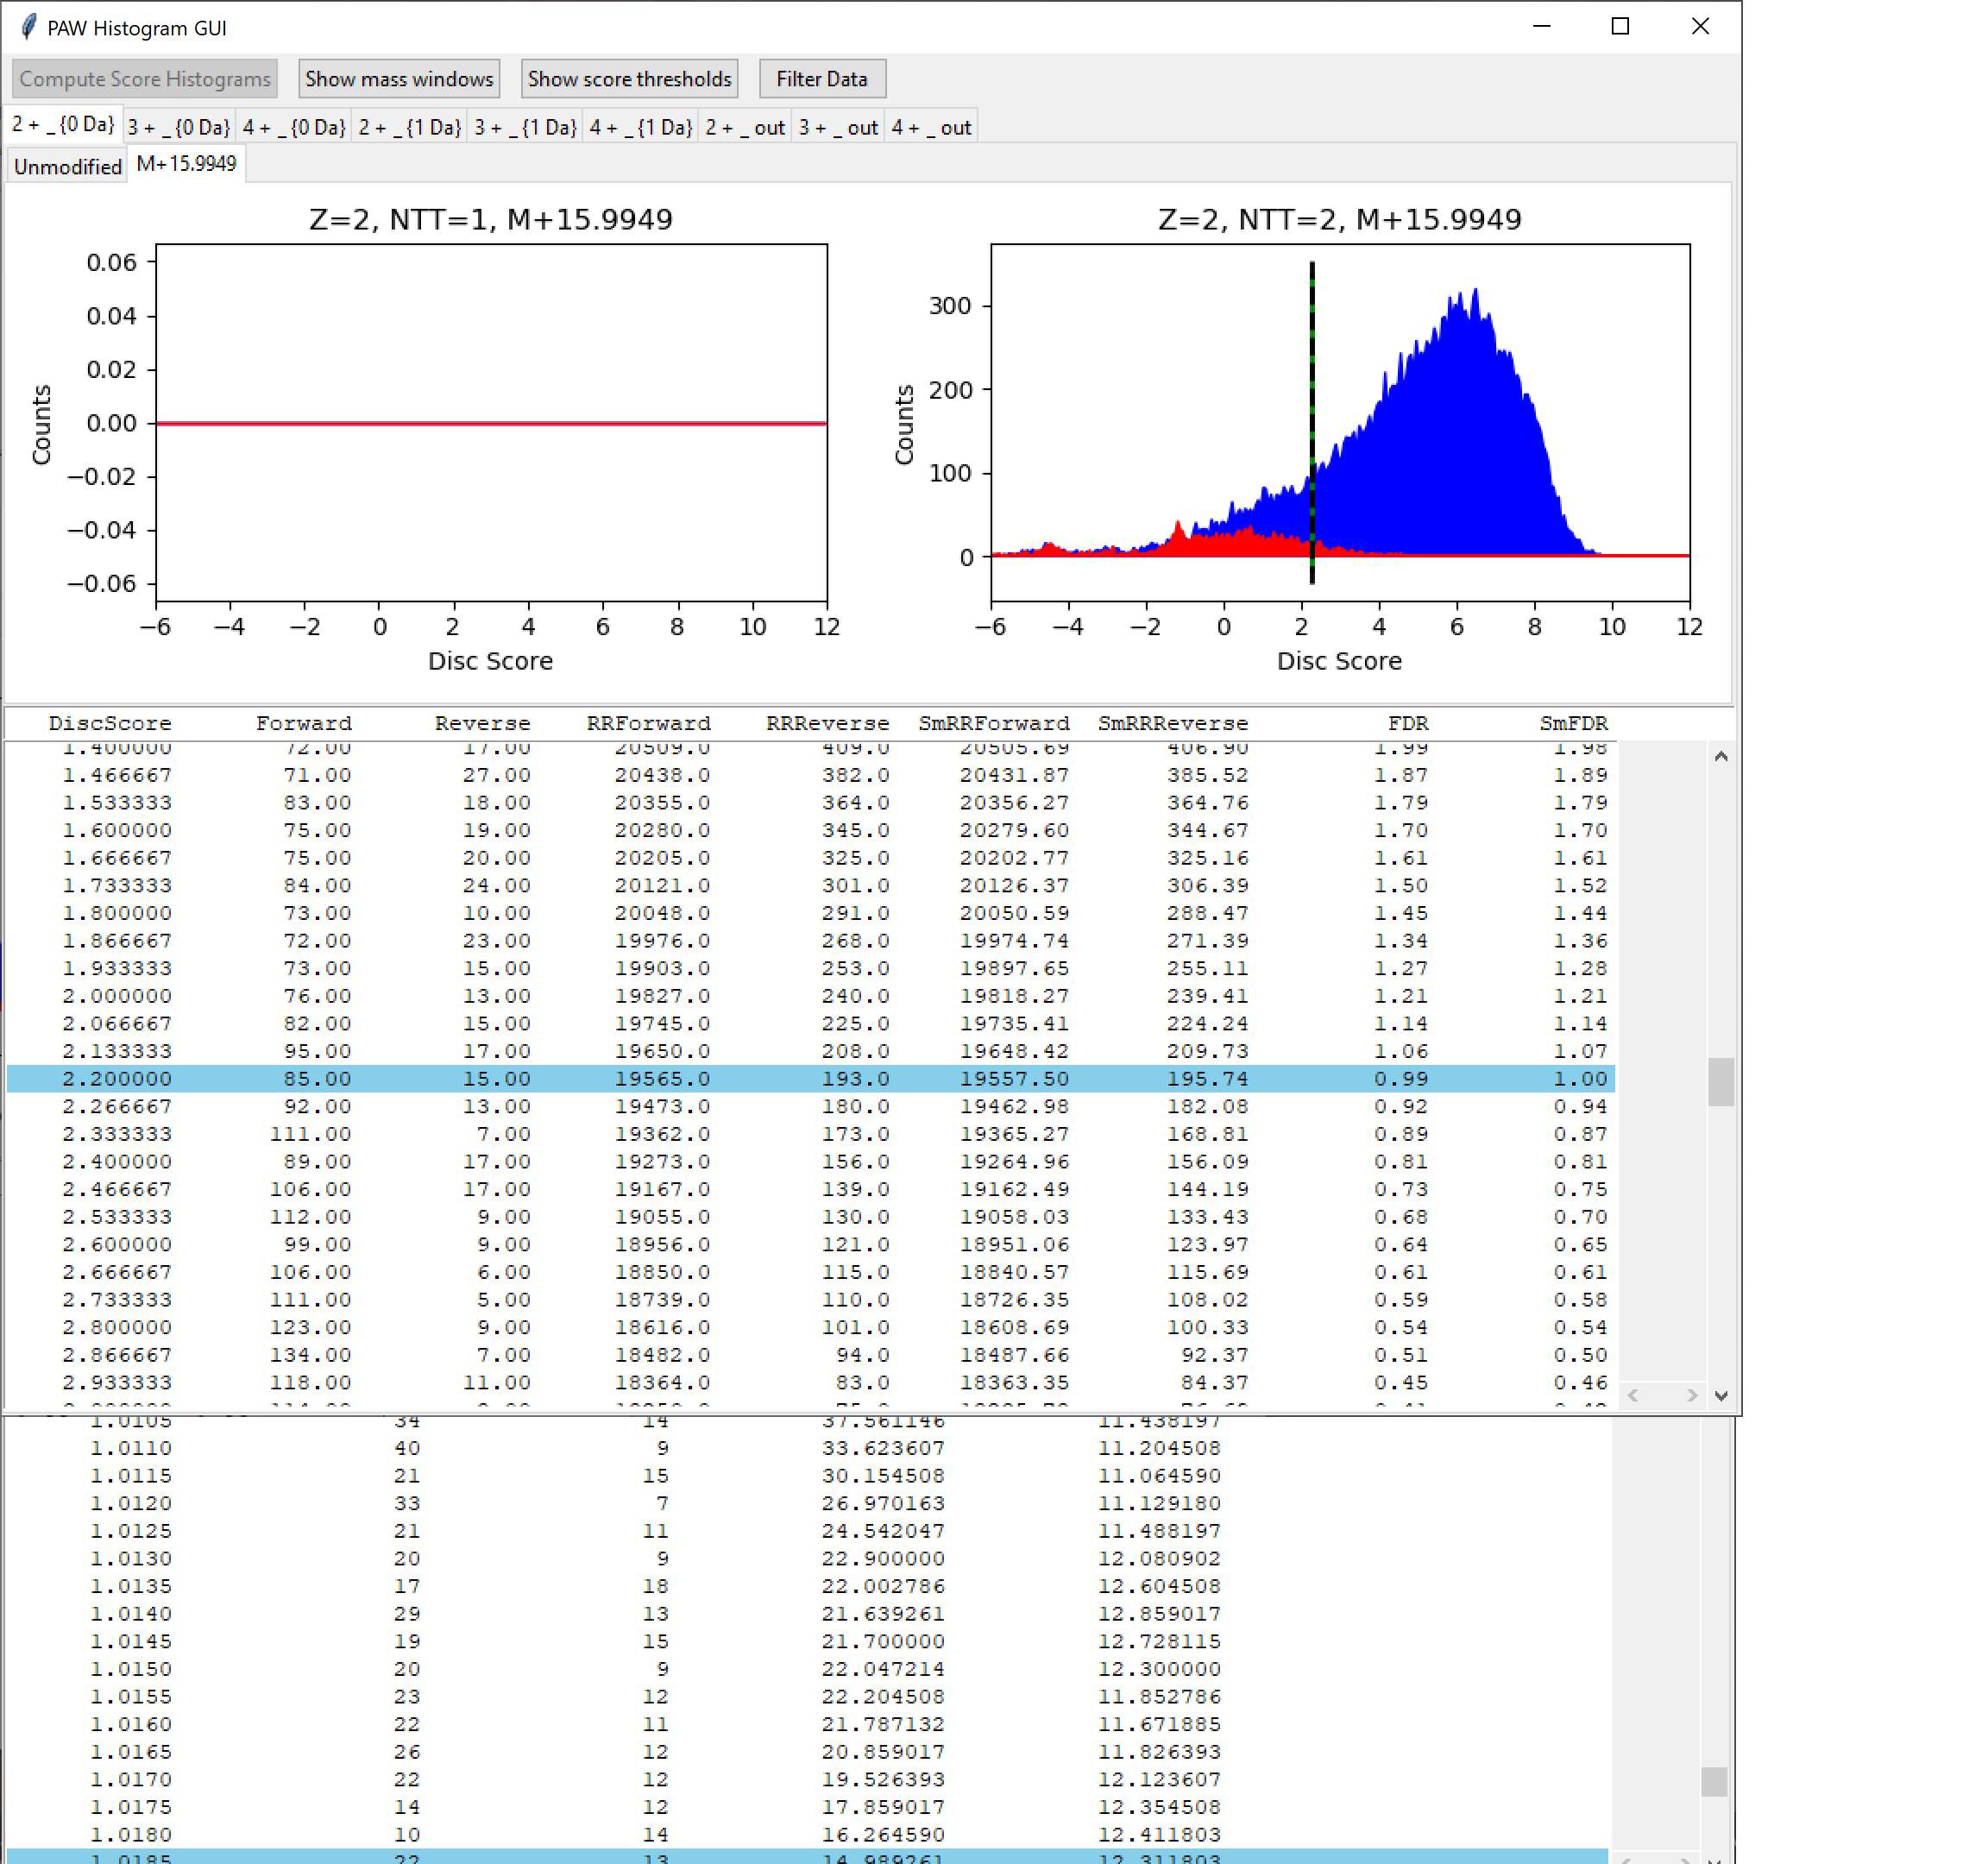 PAW Histogram GUI
Compute Score Histograms Show mass windows Show score thresholds Filter Data
2 + _ {0 Da} 3 + _ {0 Da} 4 + _ {0 Da} 2 + _ {1 Da} 3 + _ {1 Da} 4 + _ {1 Da} 2 + _ out 3 + _ out 4 + _ out
Unmodified M+15.9949
Z=2, NTT=1, M+15.9949
0.06
0.04
0.02
0.00
−0.02
−0.04
−0.06
Counts
−6 −4 −2 0 2 4 6 8 10 12
Disc Score
Z=2, NTT=2, M+15.9949
300
200
100
0
Counts
−6 −4 −2 0 2 4 6 8 10 12
Disc Score
DiscScore Forward Reverse RRForward RRReverse SmRRForward SmRRReverse FDR SmFDR
1.400000 72.00 17.00 20509.0 409.0 20505.69 406.90 1.99 1.98
1.466667 71.00 27.00 20438.0 382.0 20431.87 385.52 1.87 1.89
1.533333 83.00 18.00 20355.0 364.0 20356.27 364.76 1.79 1.79
1.600000 75.00 19.00 20280.0 345.0 20279.60 344.67 1.70 1.70
1.666667 75.00 20.00 20205.0 325.0 20202.77 325.16 1.61 1.61
1.733333 84.00 24.00 20121.0 301.0 20126.37 306.39 1.50 1.52
1.800000 73.00 10.00 20048.0 291.0 20050.59 288.47 1.45 1.44
1.866667 72.00 23.00 19976.0 268.0 19974.74 271.39 1.34 1.36
1.933333 73.00 15.00 19903.0 253.0 19897.65 255.11 1.27 1.28
2.000000 76.00 13.00 19827.0 240.0 19818.27 239.41 1.21 1.21
2.066667 82.00 15.00 19745.0 225.0 19735.41 224.24 1.14 1.14
2.133333 95.00 17.00 19650.0 208.0 19648.42 209.73 1.06 1.07
2.200000 85.00 15.00 19565.0 193.0 19557.50 195.74 0.99 1.00
2.266667 92.00 13.00 19473.0 180.0 19462.98 182.08 0.92 0.94
2.333333 111.00 7.00 19362.0 173.0 19365.27 168.81 0.89 0.87
2.400000 89.00 17.00 19273.0 156.0 19264.96 156.09 0.81 0.81
2.466667 106.00 17.00 19167.0 139.0 19162.49 144.19 0.73 0.75
2.533333 112.00 9.00 19055.0 130.0 19058.03 133.43 0.68 0.70
2.600000 99.00 9.00 18956.0 121.0 18951.06 123.97 0.64 0.65
2.666667 106.00 6.00 18850.0 115.0 18840.57 115.69 0.61 0.61
2.733333 111.00 5.00 18739.0 110.0 18726.35 108.02 0.59 0.58
2.800000 123.00 9.00 18616.0 101.0 18608.69 100.33 0.54 0.54
2.866667 134.00 7.00 18482.0 94.0 18487.66 92.37 0.51 0.50
2.933333 118.00 11.00 18364.0 83.0 18363.35 84.37 0.45 0.46
1.0105 34 14 37.561146 11.438197
1.0110 40 9 33.623607 11.204508
1.0115 21 15 30.154508 11.064590
1.0120 33 7 26.970163 11.129180
1.0125 21 11 24.542047 11.488197
1.0130 20 9 22.900000 12.080902
1.0135 17 18 22.002786 12.604508
1.0140 29 13 21.639261 12.859017
1.0145 19 15 21.700000 12.728115
1.0150 20 9 22.047214 12.300000
1.0155 23 12 22.204508 11.852786
1.0160 22 11 21.787132 11.671885
1.0165 26 12 20.859017 11.826393
1.0170 22 12 19.526393 12.123607
1.0175 14 12 17.859017 12.354508
1.0180 10 14 16.264590 12.411803
1.0185 22 13 14.989261 12.311803